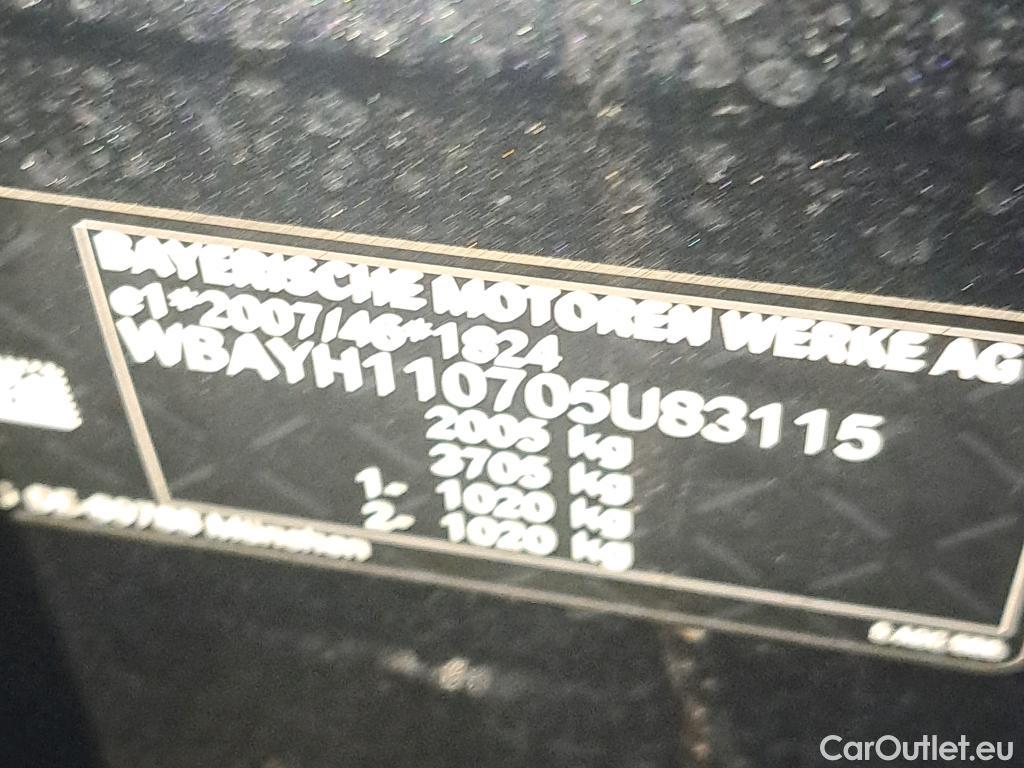 BAYERISCHE MOTOREN WERKE AG
e1*2007/46*1824
WBAYH110705U83115
2005 kg
3705 kg
1- 1020 kg
2- 1020 kg
München
CarOutlet.eu